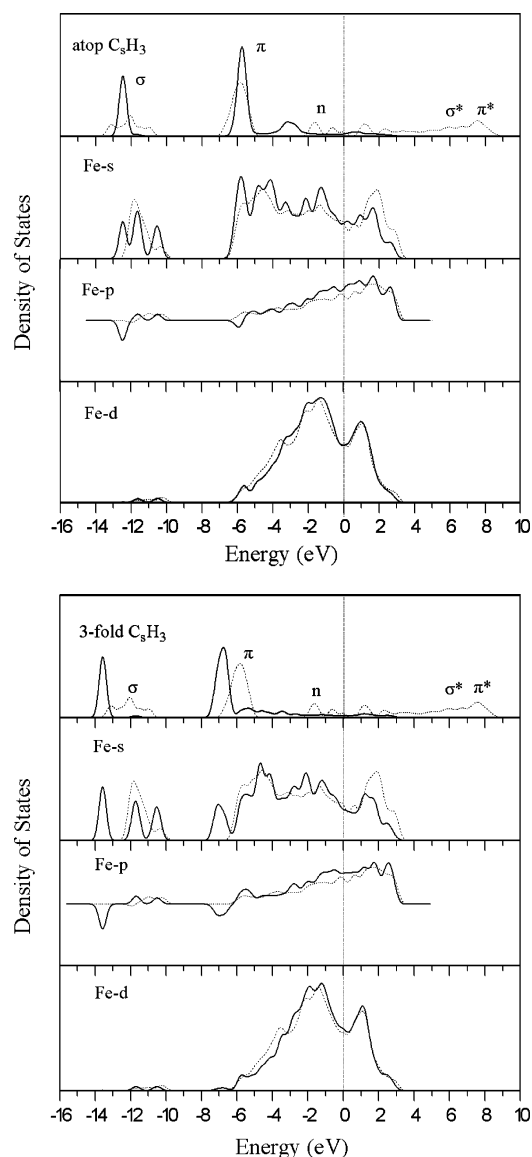 atop CsH3
σ
π
n
σ*
π*
Fe-s
Fe-p
Fe-d
Density of States
-16 -14 -12 -10 -8 -6 -4 -2 0 2 4 6 8 10
Energy (eV)
3-fold CsH3
σ
π
n
σ*
π*
Fe-s
Fe-p
Fe-d
Density of States
-16 -14 -12 -10 -8 -6 -4 -2 0 2 4 6 8 10
Energy (eV)